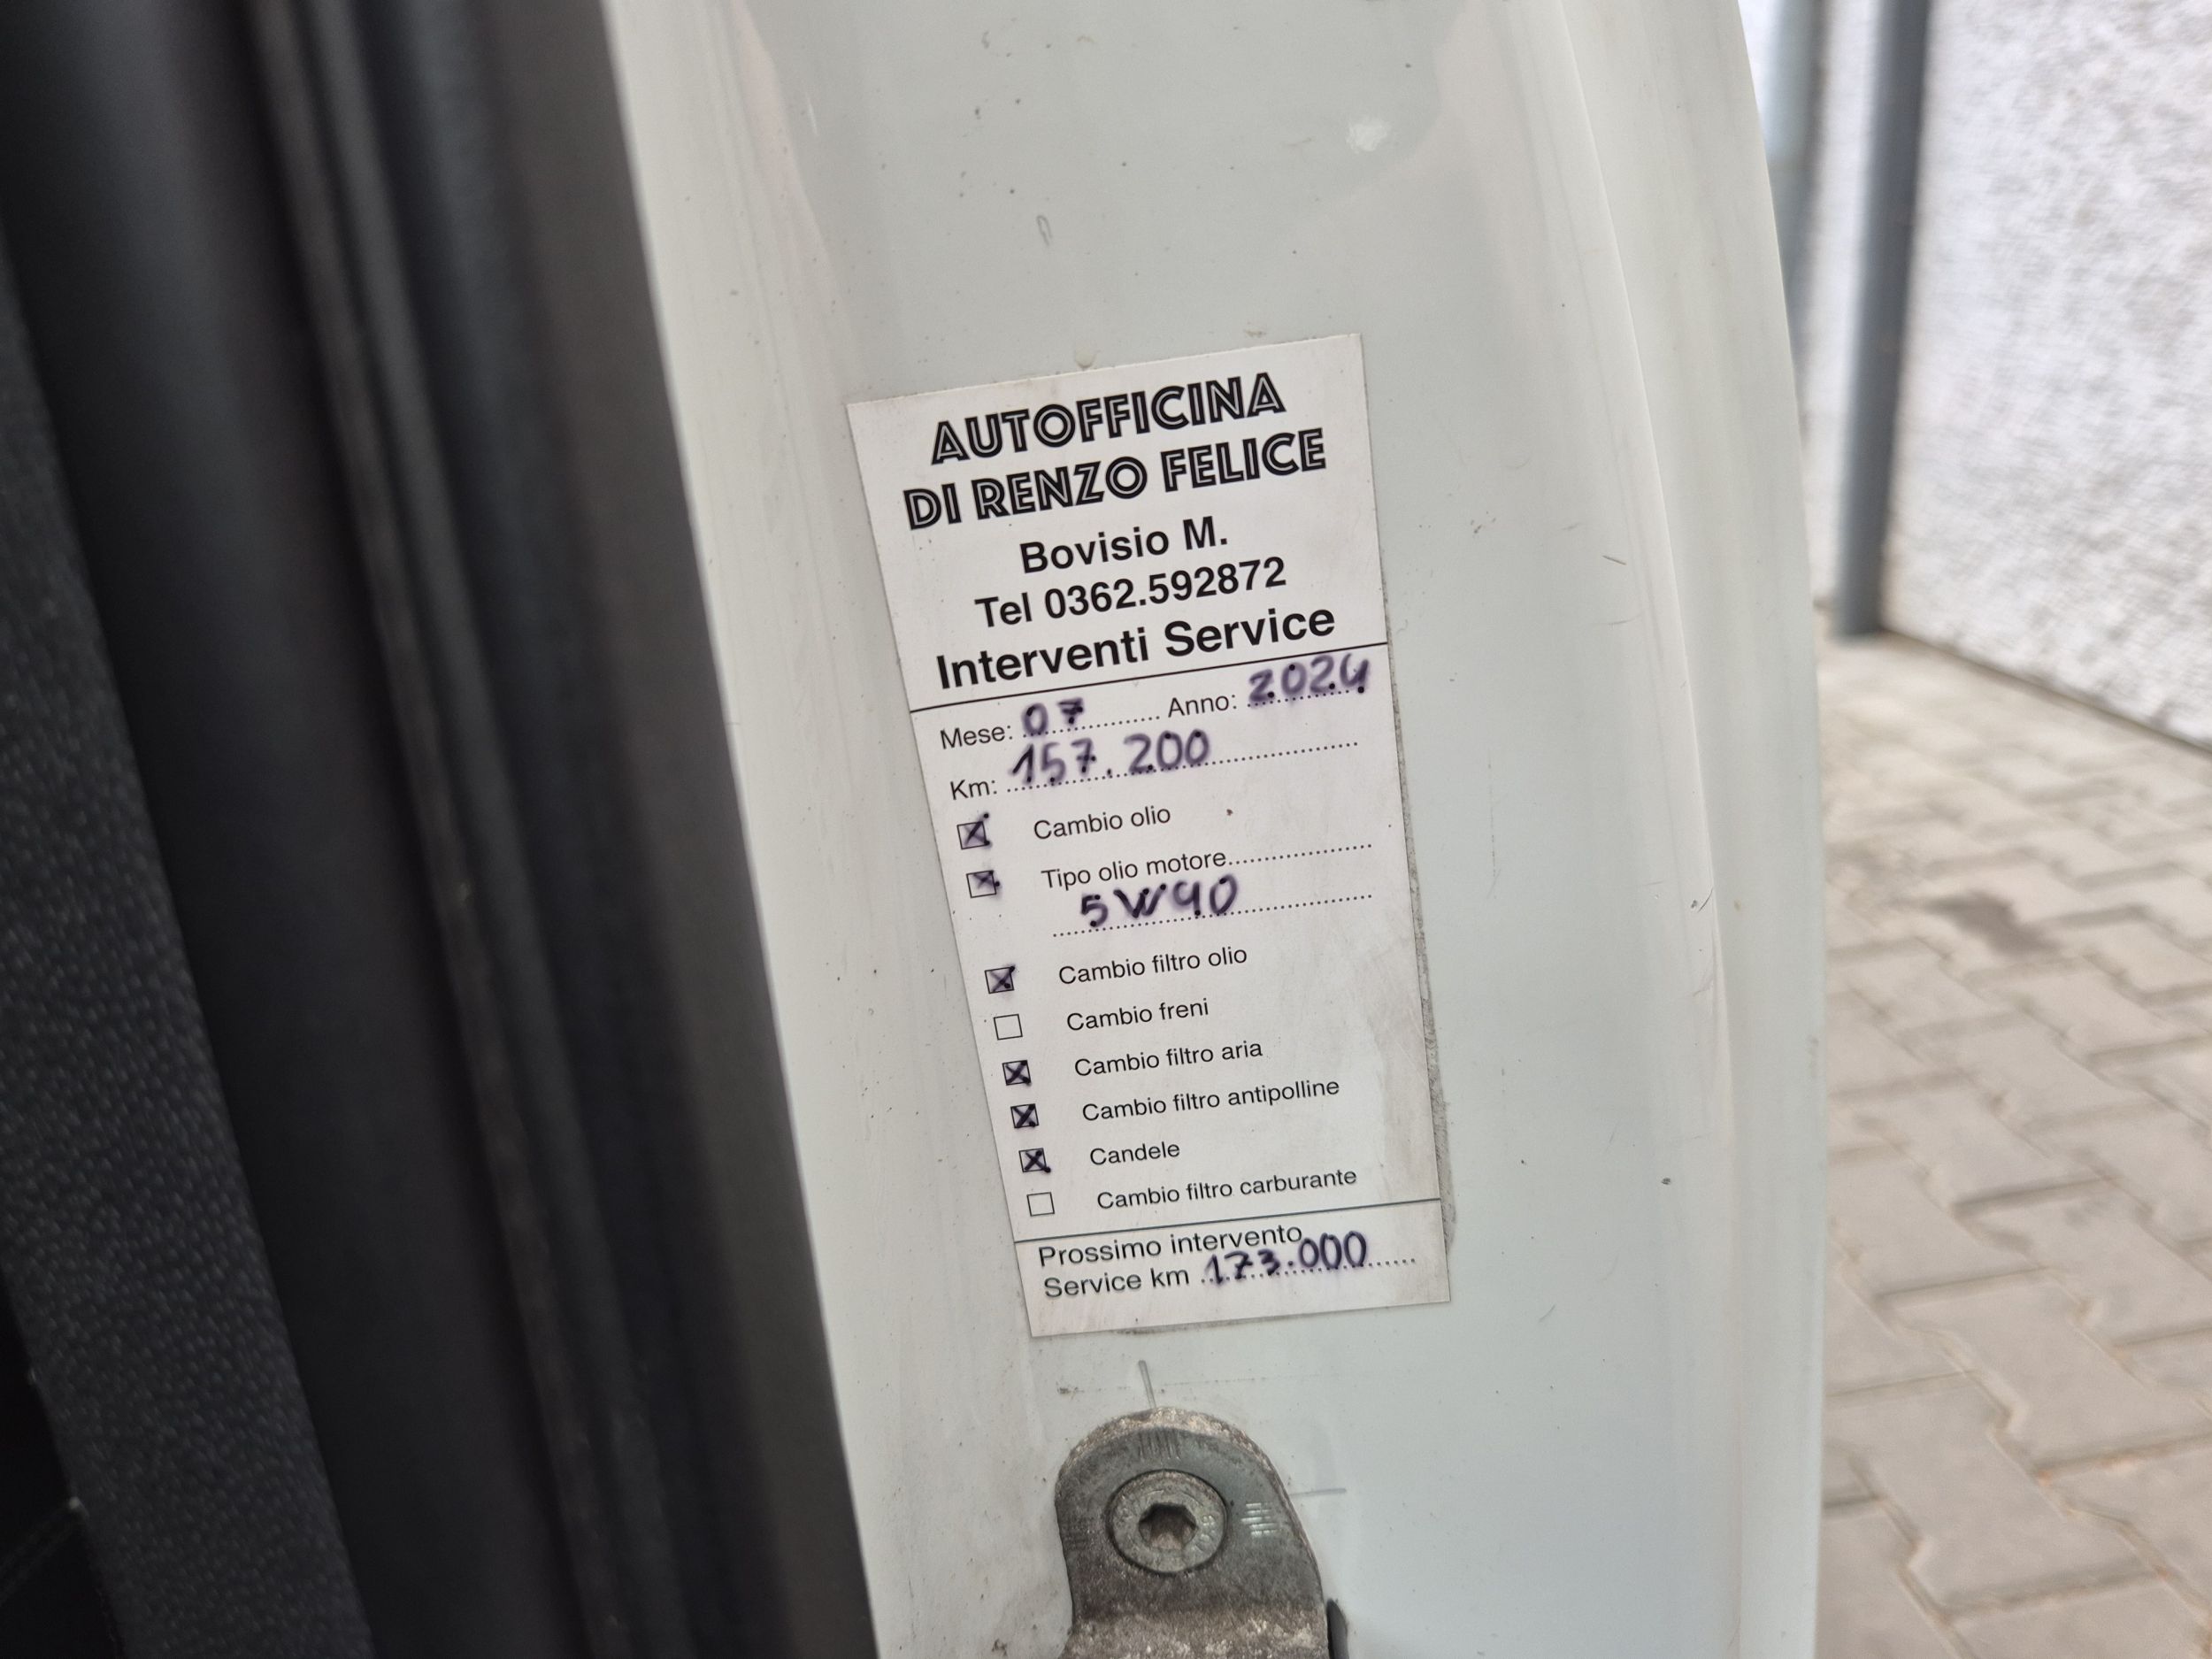 AUTOFFICINA
DI RENZO FELICE
Bovisio M.
Tel 0362.592872
Interventi Service
Mese: 07 Anno: 2024
Km: 157.200
Cambio olio
Tipo olio motore
5W40
Cambio filtro olio
Cambio freni
Cambio filtro aria
Cambio filtro antipolline
Candele
Cambio filtro carburante
Prossimo intervento
Service km 173.000